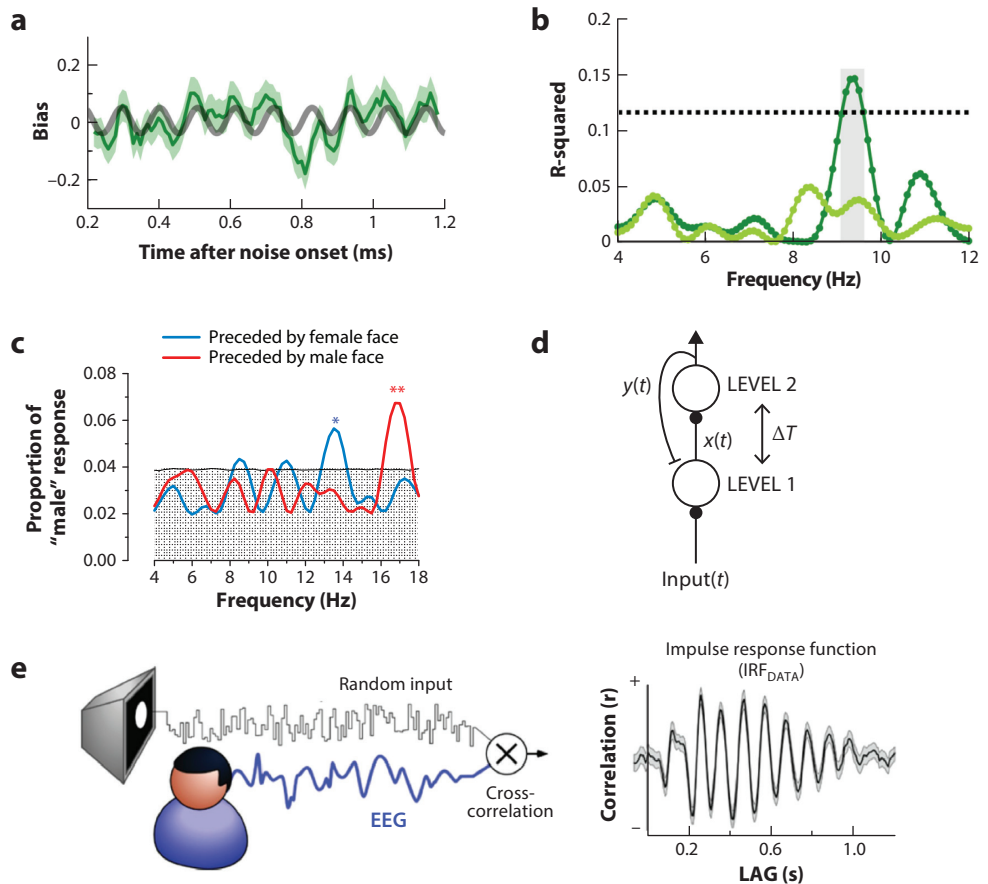 a
0.2
0
−0.2
Bias
0.2 0.4 0.6 0.8 1 1.2
Time after noise onset (ms)
b
0.2
0.15
0.1
0.05
0
R-squared
4 6 8 10 12
Frequency (Hz)
c
Preceded by female face
Preceded by male face
0.08
0.06
0.04
0.02
0.00
Proportion of
“male” response
*
**
4 6 8 10 12 14 16 18
Frequency (Hz)
d
y(t)
LEVEL 2
x(t)
ΔT
LEVEL 1
Input(t)
e
Random input
EEG
Cross-
correlation
Impulse response function
(IRFDATA)
+
−
Correlation (r)
0.2 0.6 1.0
LAG (s)